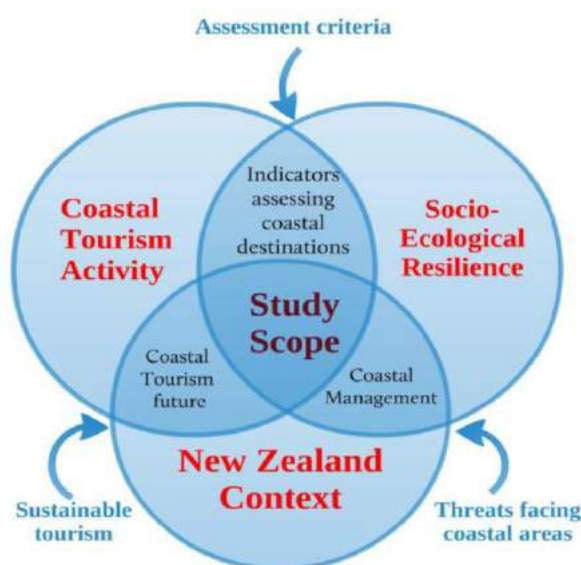 Assessment criteria
Indicators
assessing
coastal
destinations
Coastal
Tourism
Activity
Socio-
Ecological
Resilience
Study
Scope
Coastal
Tourism
future
Coastal
Management
New Zealand
Context
Sustainable
tourism
Threats facing
coastal areas